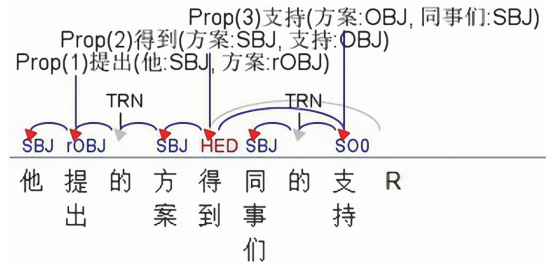 Prop(3)支持(方案:OBJ, 同事们:SBJ)
Prop(2)得到(方案:SBJ, 支持:OBJ)
Prop(1)提出(他:SBJ, 方案:rOBJ)
TRN TRN
SBJ rOBJ SBJ HED SBJ SO0
他 提出 的 方案 得到 同事们 的 支持 R